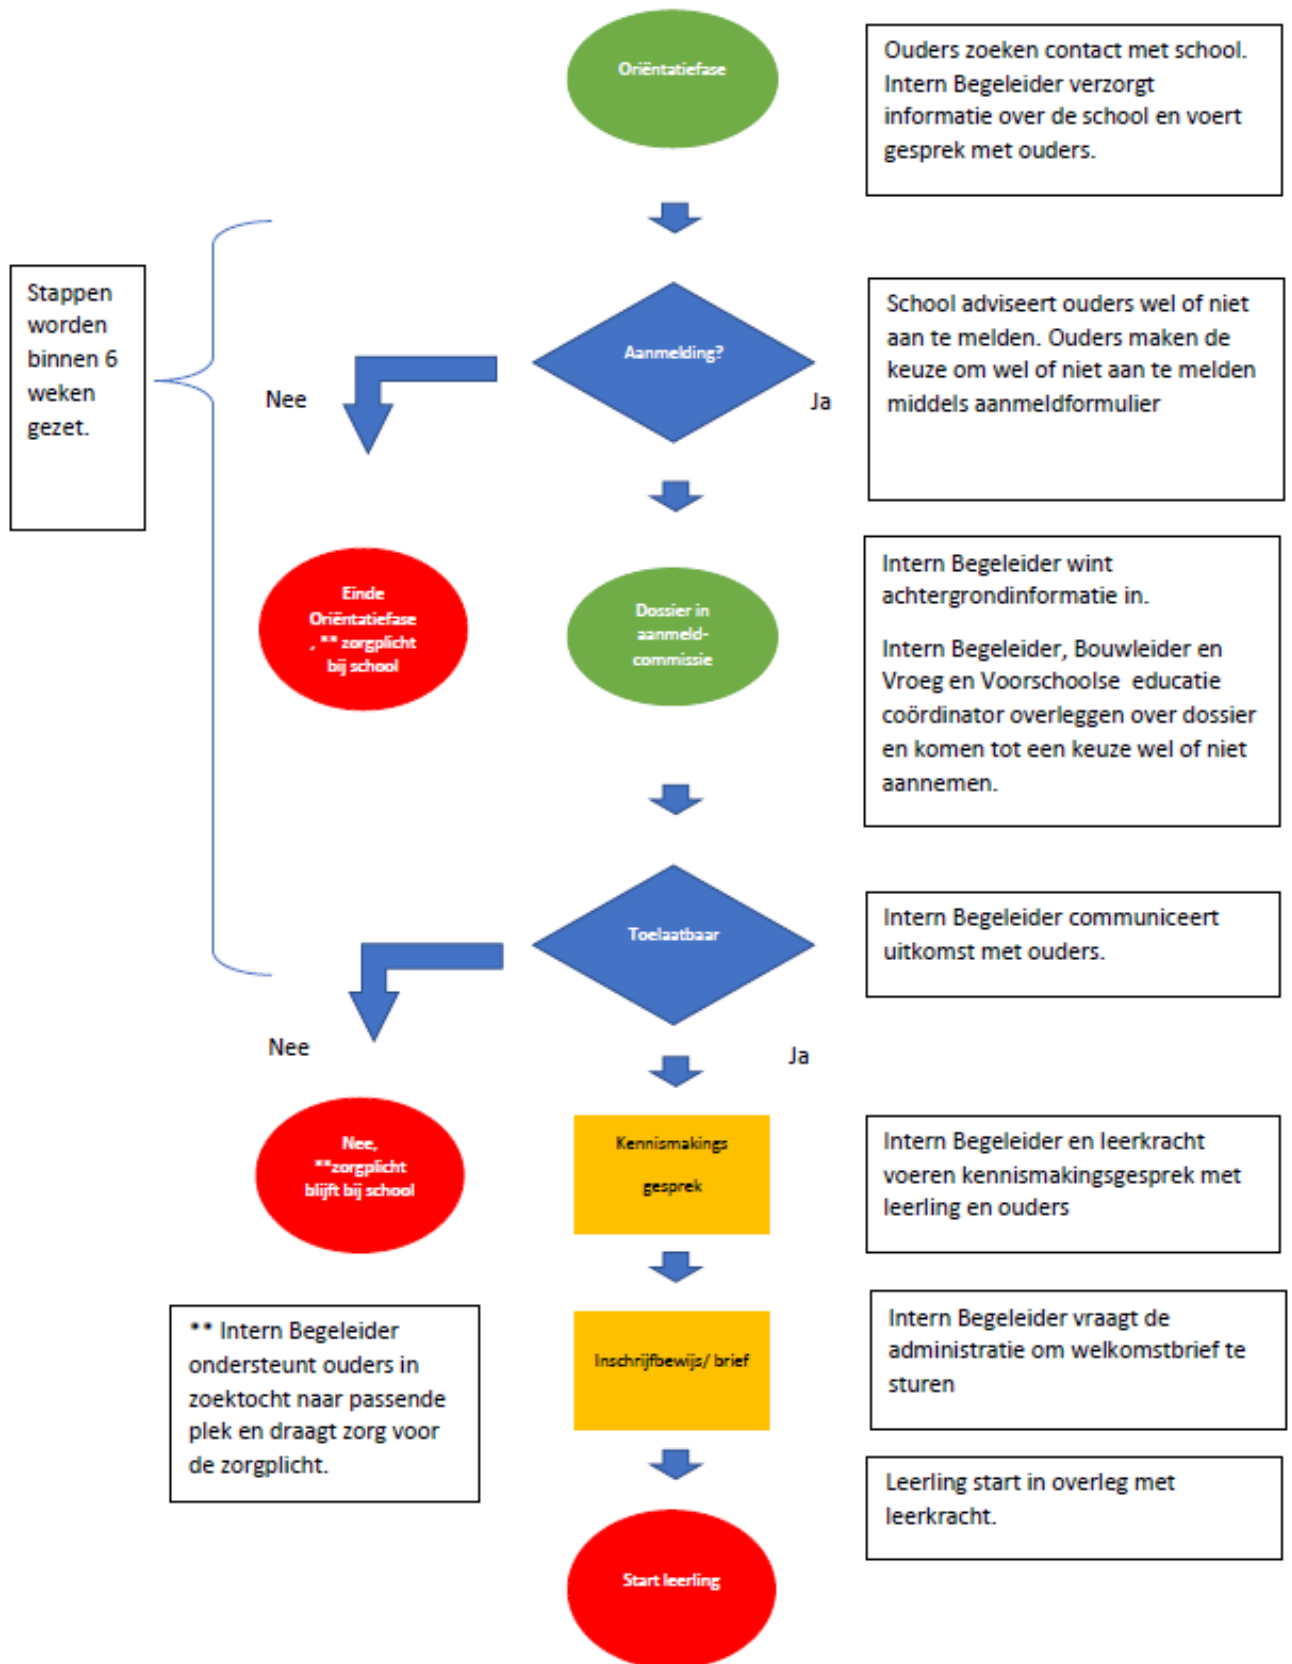 Oriëntatiefase
Ouders zoeken contact met school.
Intern Begeleider verzorgt
informatie over de school en voert
gesprek met ouders.
Stappen
worden
binnen 6
weken
gezet.
Aanmelding?
Nee
Ja
School adviseert ouders wel of niet
aan te melden. Ouders maken de
keuze om wel of niet aan te melden
middels aanmeldformulier
Einde
Oriëntatiefase
, ** zorgplicht
bij school
Dossier in
aanmeld-
commissie
Intern Begeleider wint
achtergrondinformatie in.
Intern Begeleider, Bouwleider en
Vroeg en Voorschoolse educatie
coördinator overleggen over dossier
en komen tot een keuze wel of niet
aannemen.
Toelaatbaar
Intern Begeleider communiceert
uitkomst met ouders.
Nee
Ja
Nee,
**zorgplicht
blijft bij school
Kennismakings
gesprek
Intern Begeleider en leerkracht
voeren kennismakingsgesprek met
leerling en ouders
** Intern Begeleider
ondersteunt ouders in
zoektocht naar passende
plek en draagt zorg voor
de zorgplicht.
Inschrijfbewijs/ brief
Intern Begeleider vraagt de
administratie om welkomstbrief te
sturen
Leerling start in overleg met
leerkracht.
Start leerling